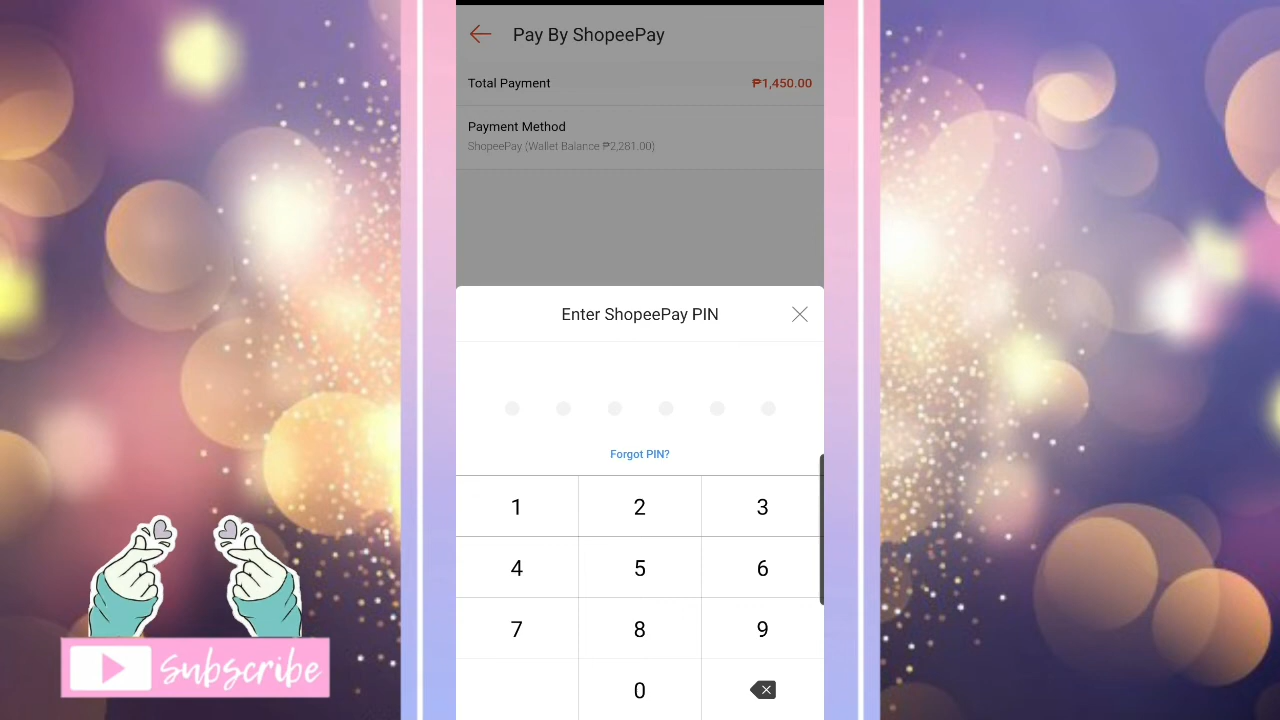 Pay By ShopeePay
Total Payment ₱1,450.00
Payment Method
ShopeePay (Wallet Balance ₱2,281.00)
Enter ShopeePay PIN
Forgot PIN?
1 2 3
4 5 6
7 8 9
0
Subscribe